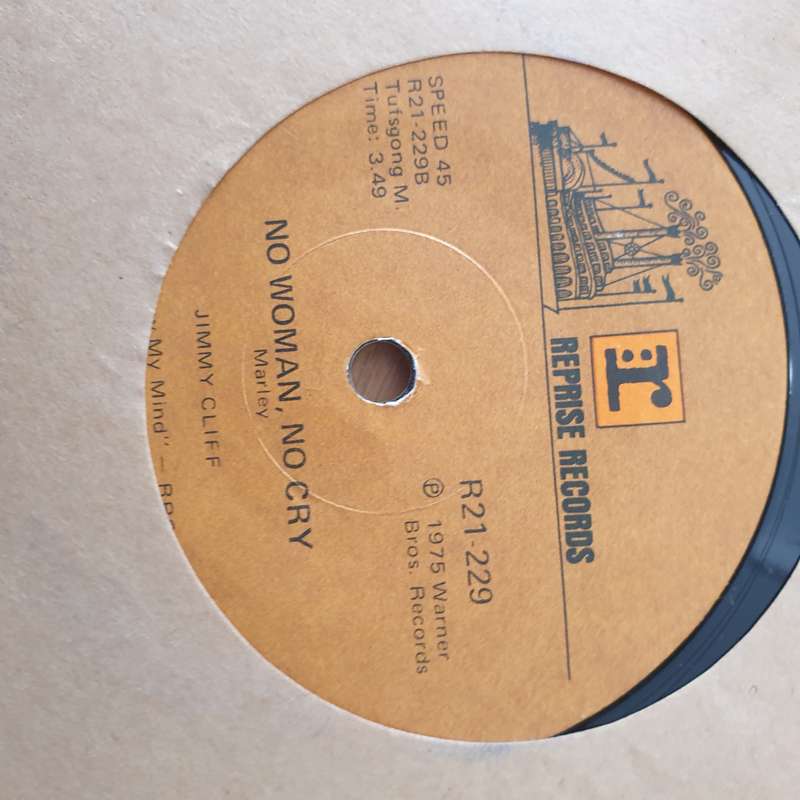 r
REPRISE RECORDS
SPEED 45
R21-229B
Tufsgong M.
Time: 3.49
R21-229
℗ 1975 Warner
Bros. Records
NO WOMAN, NO CRY
Marley
JIMMY CLIFF
My Mind" –